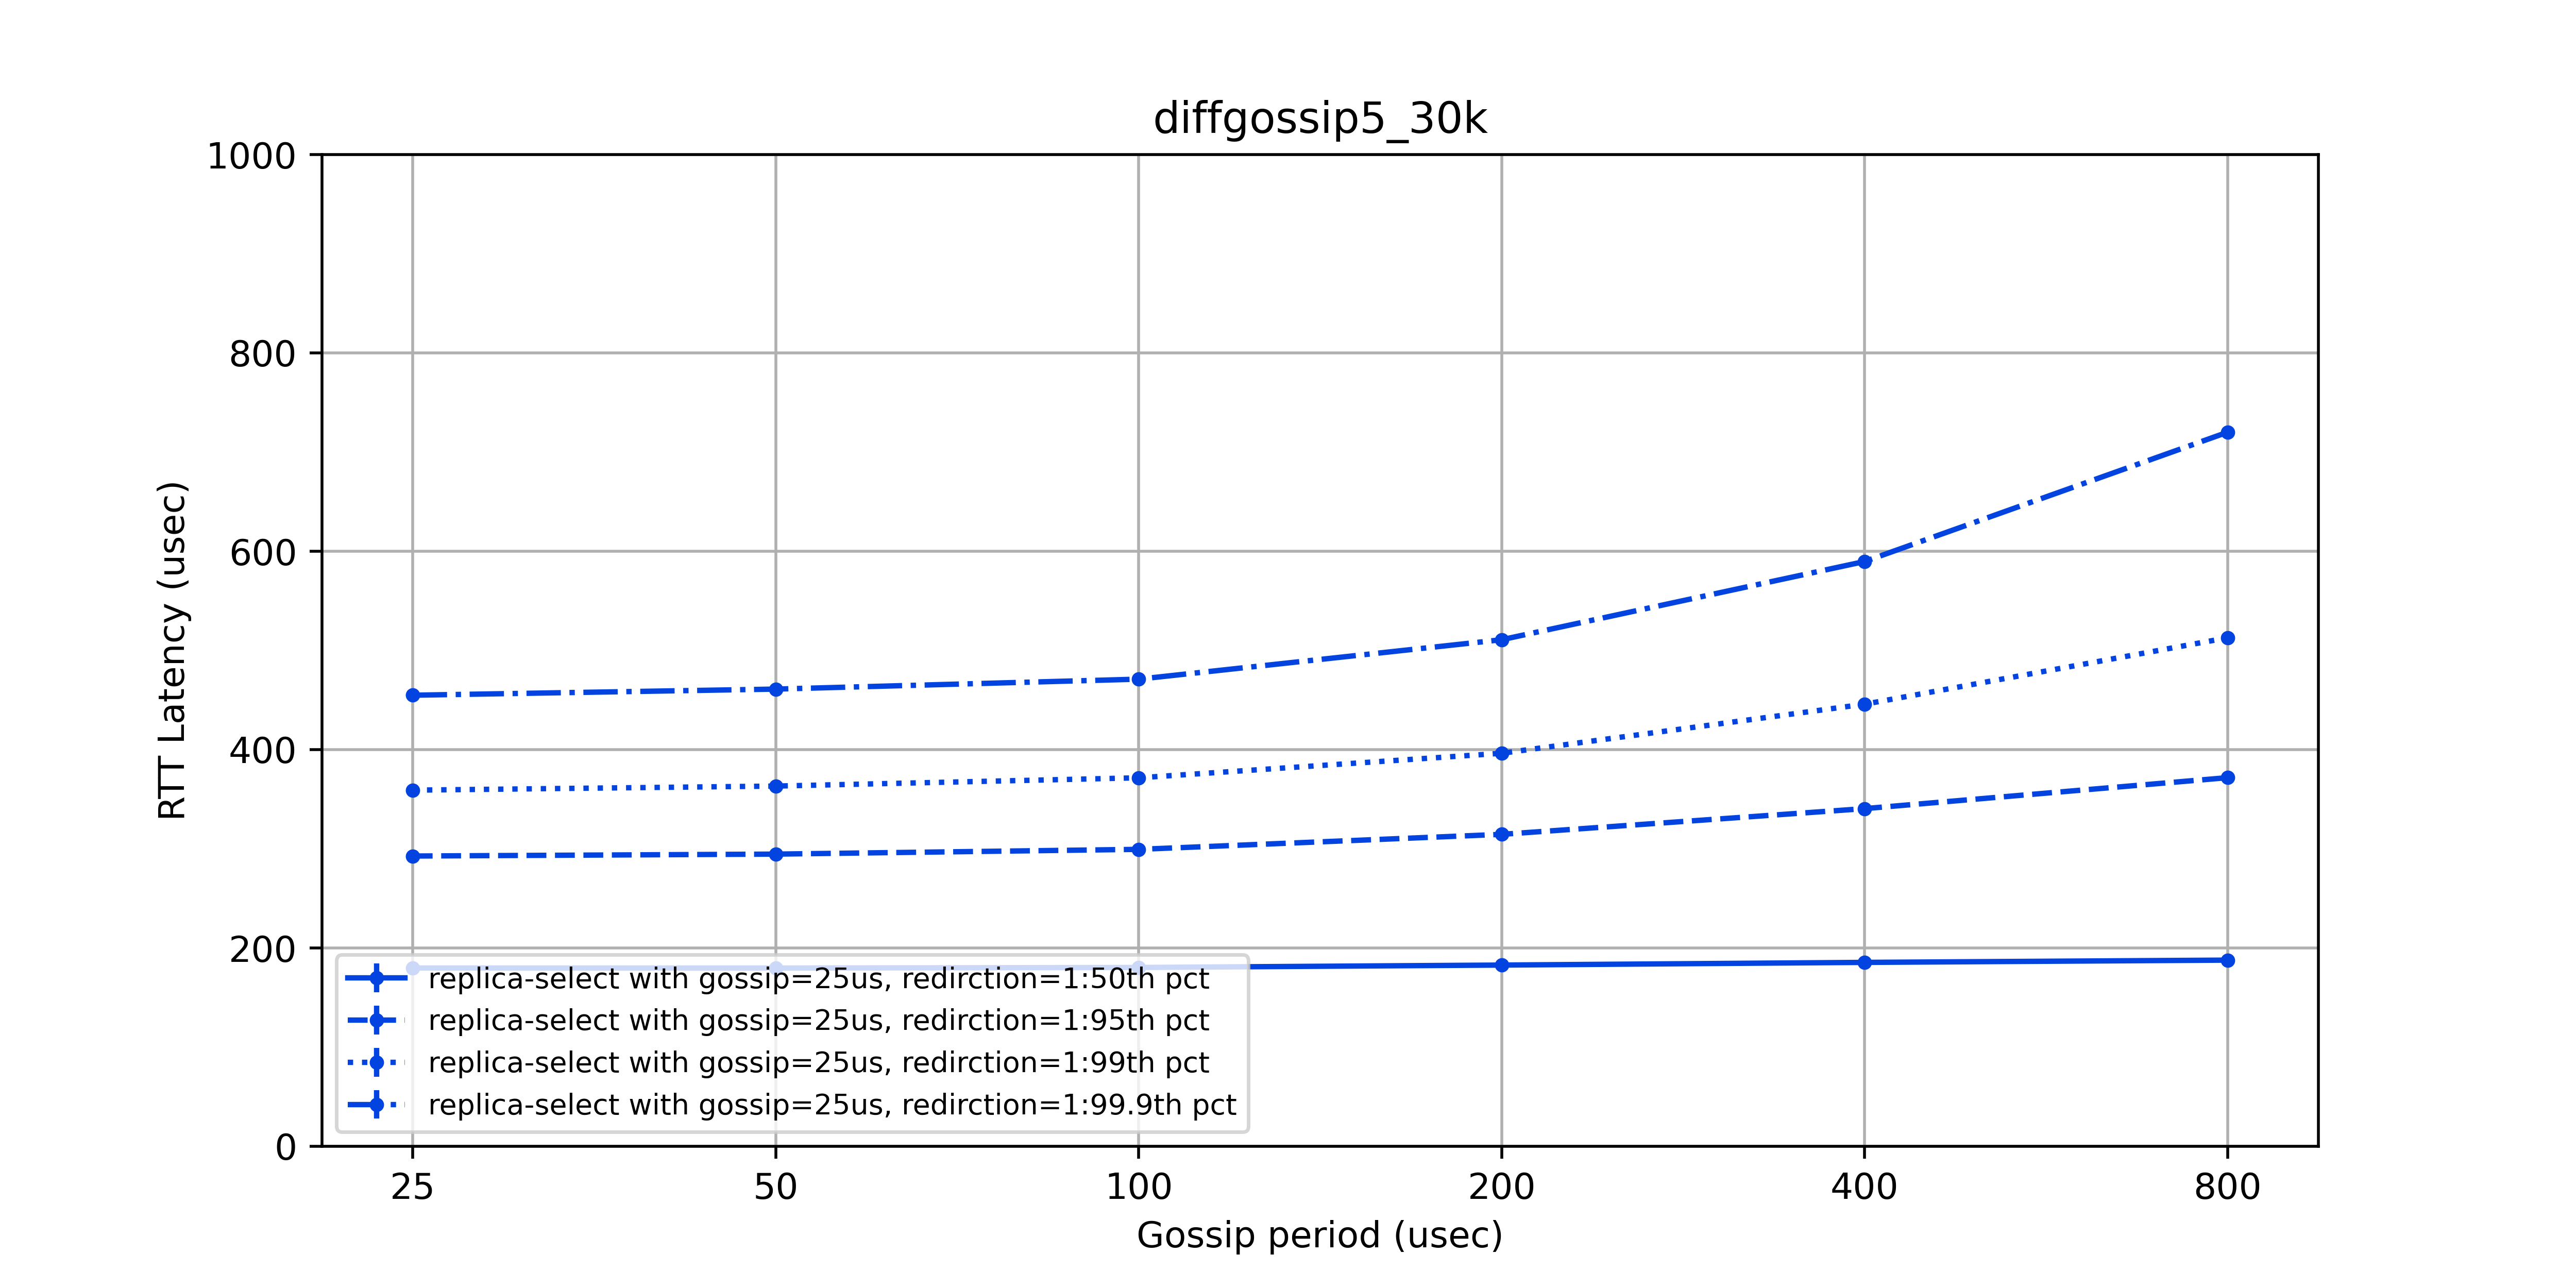 diffgossip5_30k
1000
800
600
400
200
0
RTT Latency (usec)
replica-select with gossip=25us, redirction=1:50th pct
replica-select with gossip=25us, redirction=1:95th pct
replica-select with gossip=25us, redirction=1:99th pct
replica-select with gossip=25us, redirction=1:99.9th pct
25 50 100 200 400 800
Gossip period (usec)